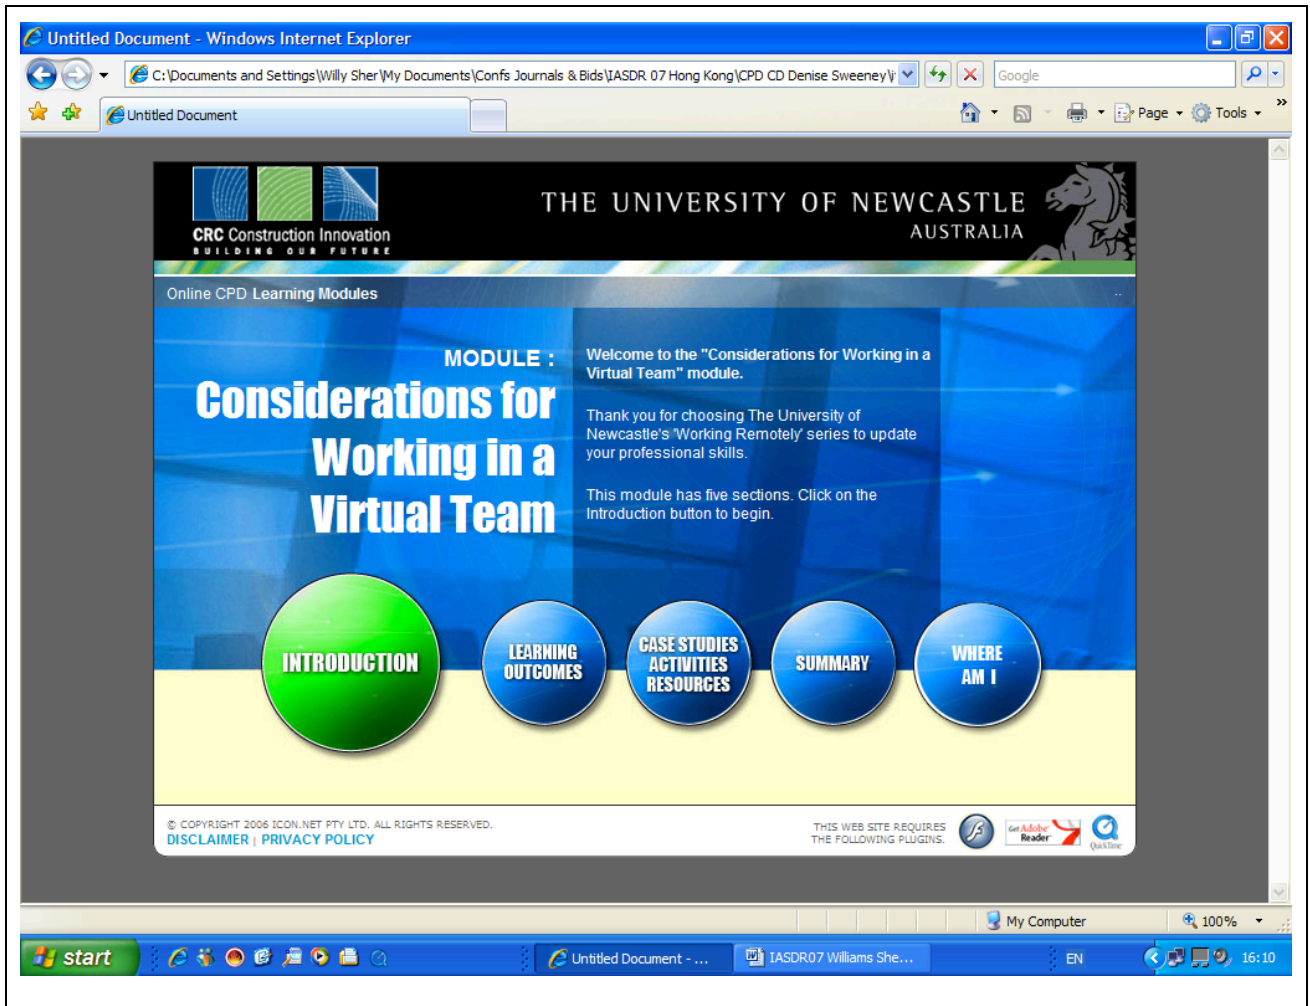 Untitled Document - Windows Internet Explorer
C:\Documents and Settings\Willy Sher\My Documents\Confs Journals & Bids\IASDR 07 Hong Kong\CPD CD Denise Sweeney\
Google
Untitled Document
Page
Tools
THE UNIVERSITY OF NEWCASTLE
AUSTRALIA
CRC Construction Innovation
BUILDING OUR FUTURE
Online CPD Learning Modules
MODULE :
Considerations for
Working in a
Virtual Team
Welcome to the "Considerations for Working in a
Virtual Team" module.
Thank you for choosing The University of
Newcastle's 'Working Remotely' series to update
your professional skills.
This module has five sections. Click on the
Introduction button to begin.
INTRODUCTION
LEARNING
OUTCOMES
CASE STUDIES
ACTIVITIES
RESOURCES
SUMMARY
WHERE
AM I
© COPYRIGHT 2006 ICON.NET PTY LTD. ALL RIGHTS RESERVED.
DISCLAIMER | PRIVACY POLICY
THIS WEB SITE REQUIRES
THE FOLLOWING PLUGINS.
Get Adobe
Reader
QuickTime
My Computer
100%
start
Untitled Document - ...
IASDR07 Williams She...
EN
16:10